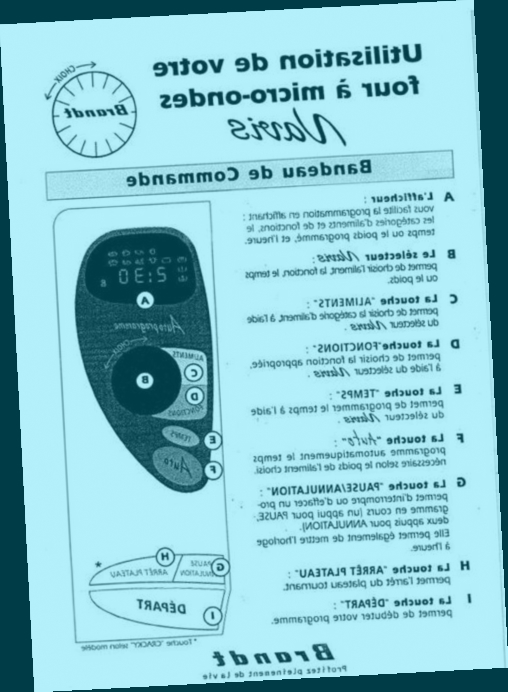 Utilisation de votre
four à micro-ondes
Navis
CHOIX
Brandt
Bandeau de Commande
A L'afficheur :
vous facilite la programmation en affichant :
les catégories d'aliments et de fonctions, le
temps ou le poids programmé, et l'heure.
B Le sélecteur Navis :
permet de choisir l'aliment, la fonction, le temps
ou le poids.
C La touche "ALIMENTS" :
permet de choisir la catégorie d'aliment, à l'aide
du sélecteur Navis .
D La touche "FONCTIONS" :
permet de choisir la fonction appropriée,
à l'aide du sélecteur Navis .
E La touche "TEMPS" :
permet de programmer le temps à l'aide
du sélecteur Navis .
F La touche "Auto" :
programme automatiquement le temps
nécessaire selon le poids de l'aliment choisi.
G La touche "PAUSE/ANNULATION" :
permet d'interrompre ou d'effacer un pro-
gramme en cours (un appui pour PAUSE,
deux appuis pour ANNULATION).
Elle permet également de mettre l'horloge
à l'heure.
H La touche "ARRÊT PLATEAU" :
permet l'arrêt du plateau tournant.
I La touche "DÉPART" :
permet de débuter votre programme.
5:30
g
A
Autoprogramme
CHOIX
ALIMENTS
B
C
D
FONCTIONS
TEMPS
E
Auto
F
H
PAUSE
G
ARRÊT PLATEAU
ANNULATION
*
DÉPART
I
* Touche "CRACKY" selon modèle
Brandt
Profitez pleinement de la vie